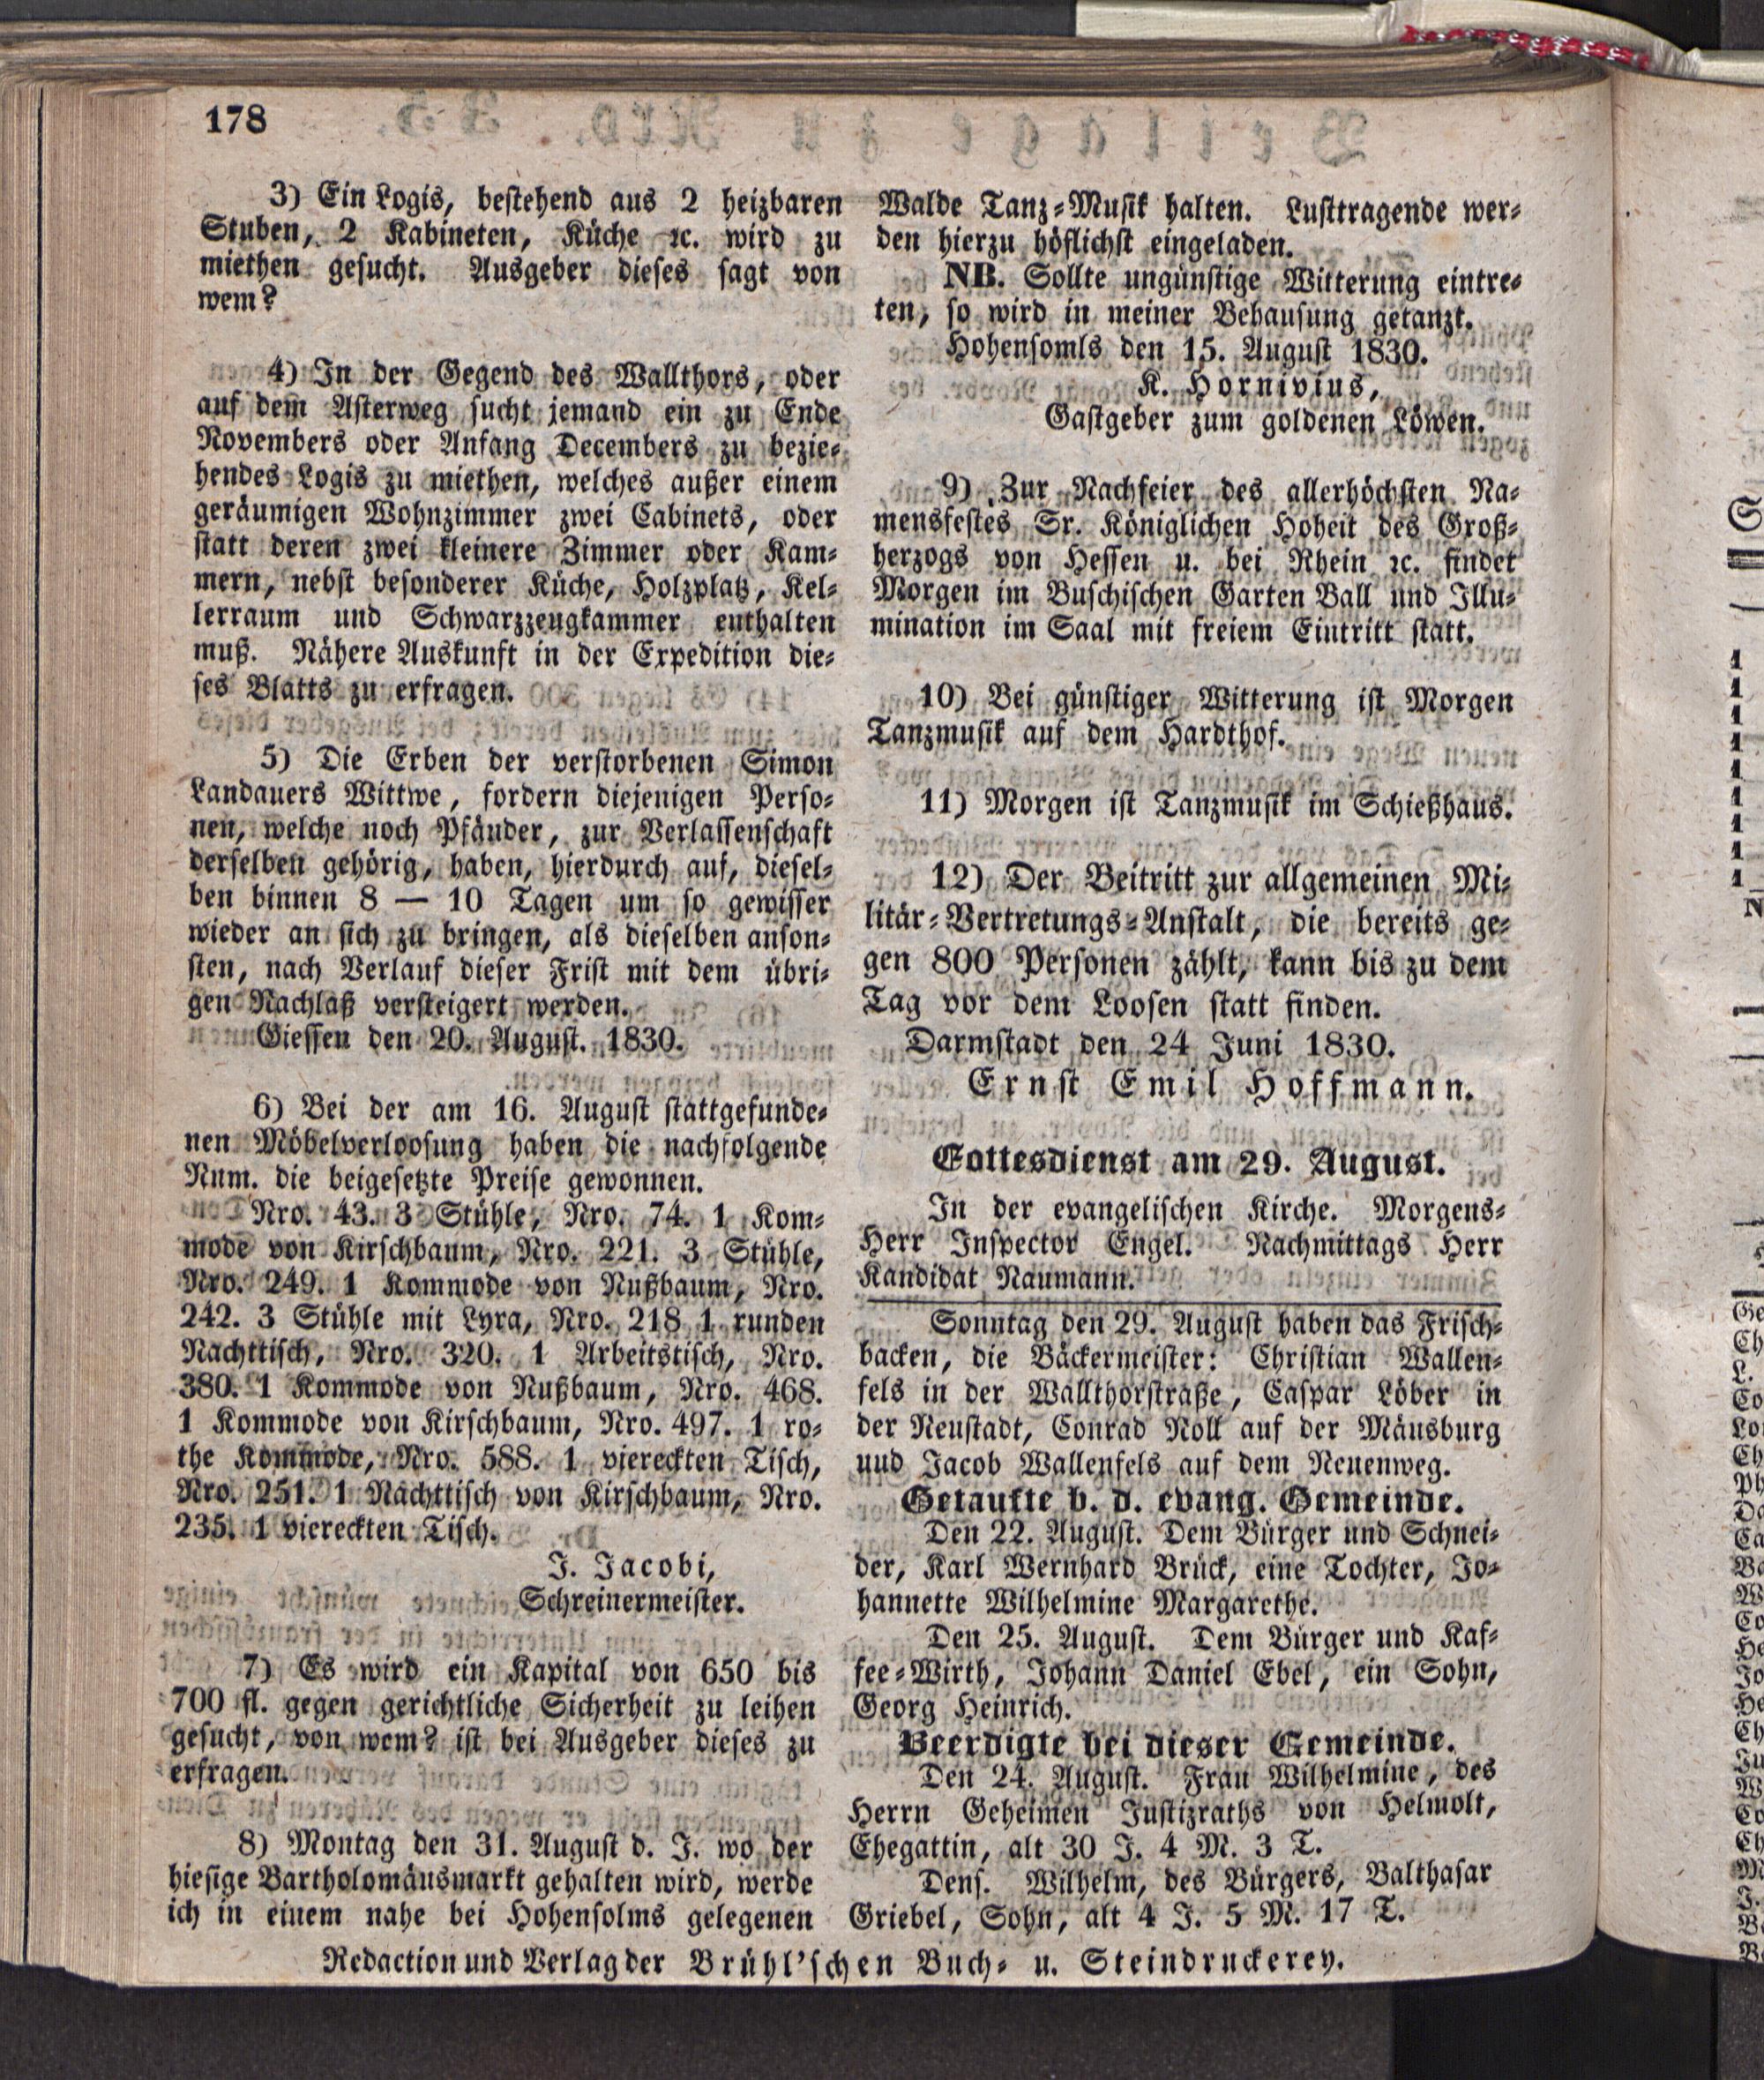 178
3) Ein Logis, bestehend aus 2 heizbaren
Stuben, 2 Kabineten, Küche ꝛc. wird zu
miethen gesucht. Ausgeber dieses sagt von
wem?
4) In der Gegend des Wallthors, oder
auf dem Asterweg sucht jemand ein zu Ende
Novembers oder Anfang Decembers zu bezie-
hendes Logis zu miethen, welches außer einem
geräumigen Wohnzimmer zwei Cabinets, oder
statt deren zwei kleinere Zimmer oder Kam-
mern, nebst besonderer Küche, Holzplatz, Kel-
lerraum und Schwarzzeugkammer enthalten
muß. Nähere Auskunft in der Expedition die-
ses Blatts zu erfragen.
5) Die Erben der verstorbenen Simon
Landauers Wittwe, fordern diejenigen Perso-
nen, welche noch Pfänder, zur Verlassenschaft
derselben gehörig, haben, hierdurch auf, diesel-
ben binnen 8 — 10 Tagen um so gewisser
wieder an sich zu bringen, als dieselben anson-
sten, nach Verlauf dieser Frist mit dem übri-
gen Nachlaß versteigert werden.
Giessen den 20. August. 1830.
6) Bei der am 16. August stattgefunde-
nen Möbelverloosung haben die nachfolgende
Num. die beigesetzte Preise gewonnen.
Nro. 43. 3 Stühle, Nro. 74. 1 Kom-
mode von Kirschbaum, Nro. 221. 3 Stühle,
Nro. 249. 1 Kommode von Nußbaum, Nro.
242. 3 Stühle mit Lyra, Nro. 218 1 runden
Nachttisch, Nro. 320. 1 Arbeitstisch, Nro.
380. 1 Kommode von Nußbaum, Nro. 468.
1 Kommode von Kirschbaum, Nro. 497. 1 ro-
the Kommode, Nro. 588. 1 viereckten Tisch,
Nro. 251. 1 Nachttisch von Kirschbaum, Nro.
235. 1 viereckten Tisch.
J. Jacobi,
Schreinermeister.
7) Es wird ein Kapital von 650 bis
700 fl. gegen gerichtliche Sicherheit zu leihen
gesucht, von wem? ist bei Ausgeber dieses zu
erfragen.
8) Montag den 31. August d. J. wo der
hiesige Bartholomäusmarkt gehalten wird, werde
ich in einem nahe bei Hohensolms gelegenen
Walde Tanz-Musik halten. Lusttragende wer-
den hierzu höflichst eingeladen.
NB. Sollte ungünstige Witterung eintre-
ten, so wird in meiner Behausung getanzt.
Hohensomls den 15. August 1830.
K. Hornivius,
Gastgeber zum goldenen Löwen.
9) Zur Nachfeier des allerhöchsten Na-
mensfestes Sr. Königlichen Hoheit des Groß-
herzogs von Hessen u. bei Rhein ꝛc. findet
Morgen im Buschischen Garten Ball und Illu-
mination im Saal mit freiem Eintritt statt.
10) Bei günstiger Witterung ist Morgen
Tanzmusik auf dem Hardthof.
11) Morgen ist Tanzmusik im Schießhaus.
12) Der Beitritt zur allgemeinen Mi-
litär-Vertretungs-Anstalt, die bereits ge-
gen 800 Personen zählt, kann bis zu dem
Tag vor dem Loosen statt finden.
Darmstadt den 24 Juni 1830.
Ernst Emil Hoffmann.
Gottesdienst am 29. August.
In der evangelischen Kirche. Morgens-
Herr Inspector Engel. Nachmittags Herr
Kandidat Naumann.
Sonntag den 29. August haben das Frisch-
backen, die Bäckermeister: Christian Wallen-
fels in der Wallthorstraße, Caspar Löber in
der Neustadt, Conrad Noll auf der Mäusburg
und Jacob Wallenfels auf dem Neuenweg.
Getaufte b. d. evang. Gemeinde.
Den 22. August. Dem Bürger und Schnei-
der, Karl Wernhard Brück, eine Tochter, Jo-
hannette Wilhelmine Margarethe.
Den 25. August. Dem Bürger und Kaf-
fee-Wirth, Johann Daniel Ebel, ein Sohn,
Georg Heinrich.
Beerdigte bei dieser Gemeinde.
Den 24. August. Frau Wilhelmine, des
Herrn Geheimen Justizraths von Helmolt,
Ehegattin, alt 30 J. 4 M. 3 T.
Dens. Wilhelm, des Bürgers, Balthasar
Griebel, Sohn, alt 4 J. 5 M. 17 T.
Redaction und Verlag der Brühl'schen Buch- u. Steindruckerey.